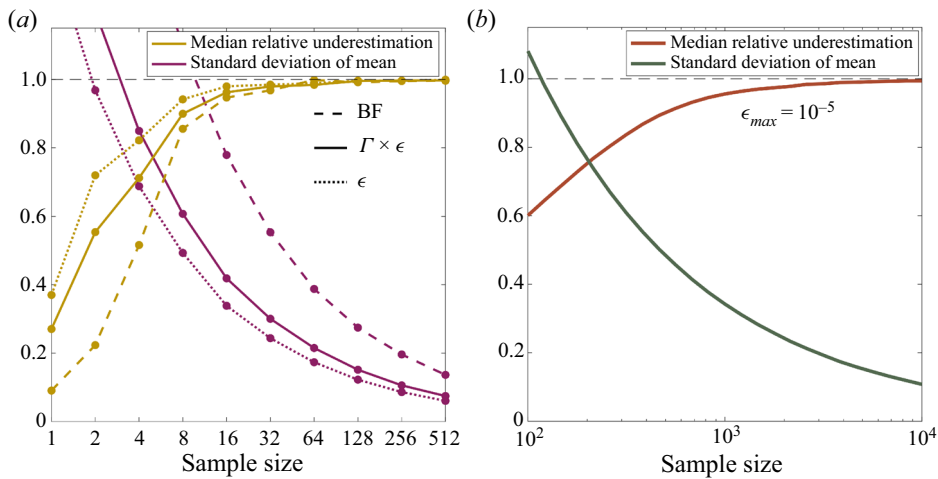 (a)
Median relative underestimation
Standard deviation of mean
1.0
0.8
0.6
0.4
0.2
0
BF
Γ × ϵ
ϵ
1 2 4 8 16 32 64 128 256 512
Sample size
(b)
Median relative underestimation
Standard deviation of mean
1.0
0.8
0.6
0.4
0.2
0
ϵmax = 10–5
10² 10³ 10⁴
Sample size